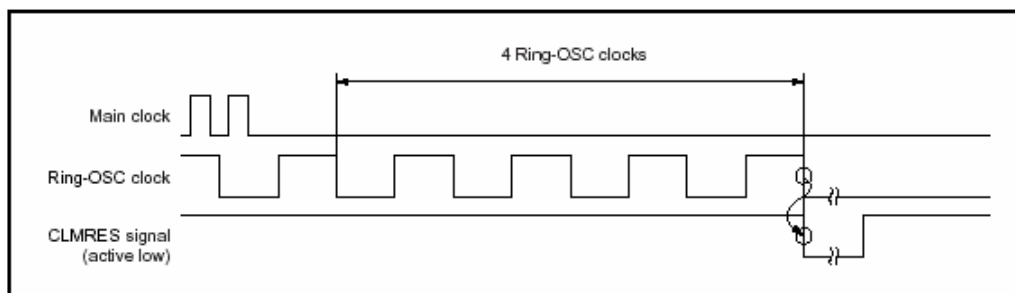 4 Ring-OSC clocks
Main clock
Ring-OSC clock
CLMRES signal
(active low)